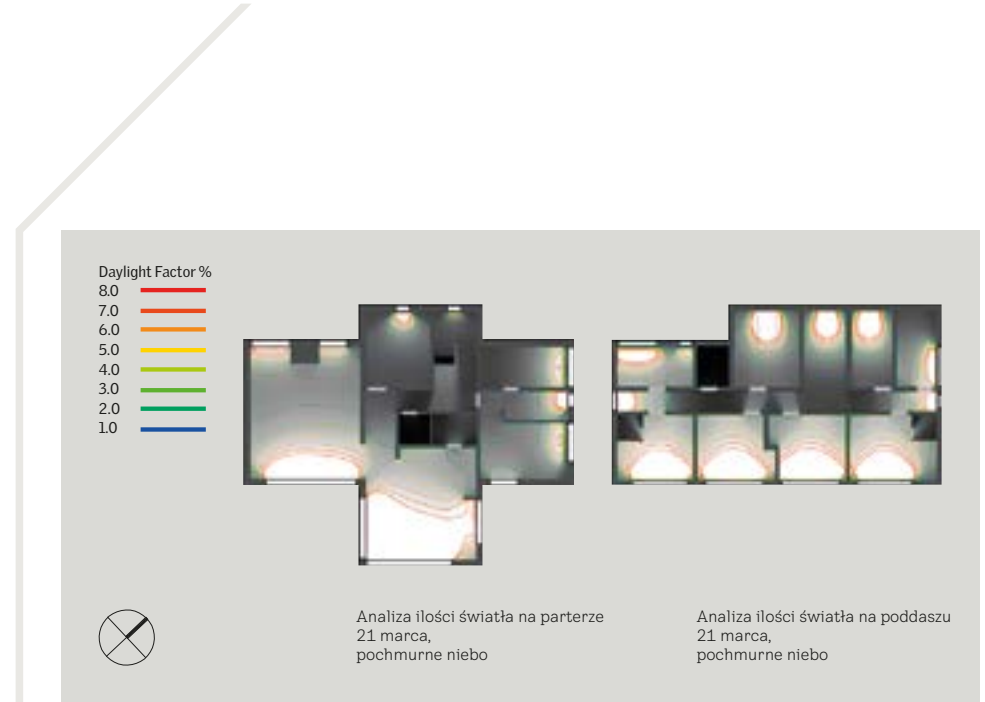 Daylight Factor %
8.0
7.0
6.0
5.0
4.0
3.0
2.0
1.0
Analiza ilości światła na parterze
21 marca,
pochmurne niebo
Analiza ilości światła na poddaszu
21 marca,
pochmurne niebo